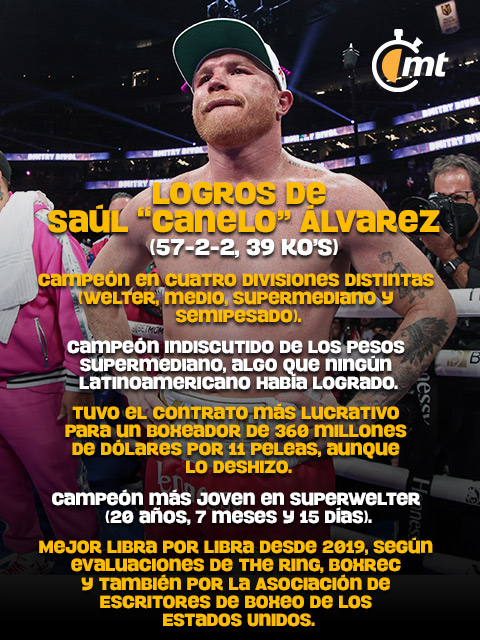 mt
DMITRY BIVOL
LOGROS DE
SAÚL “CANELO” ÁLVAREZ
(57-2-2, 39 KO’S)
CAMPEÓN EN CUATRO DIVISIONES DISTINTAS
(WELTER, MEDIO, SUPERMEDIANO Y
SEMIPESADO).
CAMPEÓN INDISCUTIDO DE LOS PESOS
SUPERMEDIANO, ALGO QUE NINGÚN
LATINOAMERICANO HABÍA LOGRADO.
TUVO EL CONTRATO MÁS LUCRATIVO
PARA UN BOXEADOR DE 360 MILLONES
DE DÓLARES POR 11 PELEAS, AUNQUE
LO DESHIZO.
CAMPEÓN MÁS JOVEN EN SUPERWELTER
(20 AÑOS, 7 MESES Y 15 DÍAS).
MEJOR LIBRA POR LIBRA DESDE 2019, SEGÚN
EVALUACIONES DE THE RING, BOXREC
Y TAMBIÉN POR LA ASOCIACIÓN DE
ESCRITORES DE BOXEO DE LOS
ESTADOS UNIDOS.
Hennessy